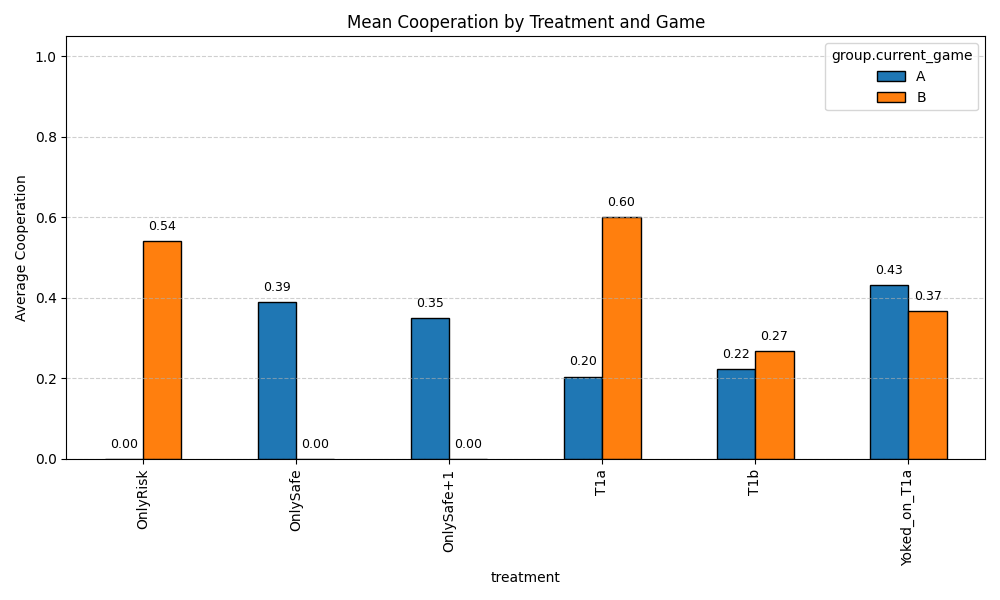 Mean Cooperation by Treatment and Game
group.current_game
A
B
Average Cooperation
1.0
0.8
0.6
0.4
0.2
0.0
0.00
0.54
0.39
0.00
0.35
0.00
0.20
0.60
0.22
0.27
0.43
0.37
OnlyRisk
OnlySafe
OnlySafe+1
T1a
T1b
Yoked_on_T1a
treatment